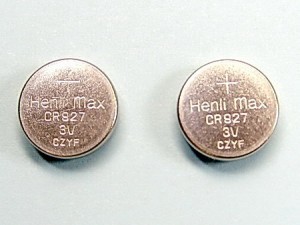 +
Henli Max
CR927
3V
CZYF
+
Henli Max
CR927
3V
CZYF